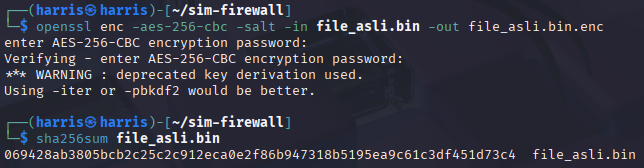 ┌──(harris㉿harris)-[~/sim-firewall]
└─$ openssl enc -aes-256-cbc -salt -in file_asli.bin -out file_asli.bin.enc
enter AES-256-CBC encryption password:
Verifying - enter AES-256-CBC encryption password:
*** WARNING : deprecated key derivation used.
Using -iter or -pbkdf2 would be better.
┌──(harris㉿harris)-[~/sim-firewall]
└─$ sha256sum file_asli.bin
069428ab3805bcb2c25c2c912eca0e2f86b947318b5195ea9c61c3df451d73c4  file_asli.bin